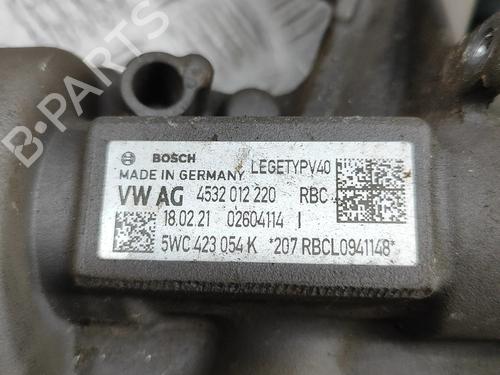 BOSCH LEGETYPV40
MADE IN GERMANY
VW AG 4532 012 220 RBC
18.02.21 02604114 I
5WC 423 054 K *207 RBCL0941148*
B-PARTS